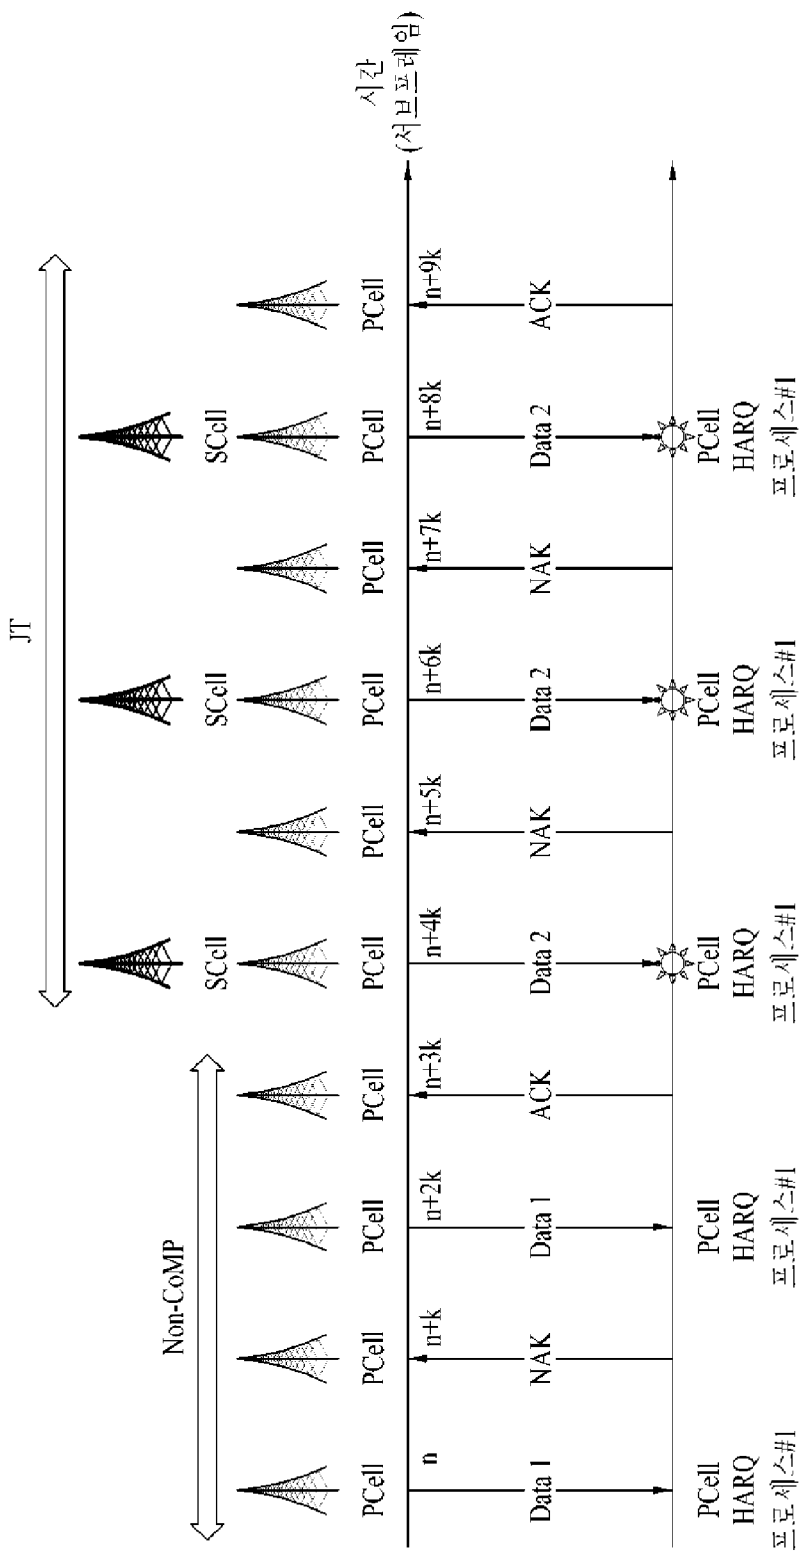 JT
Non-CoMP
SCell
SCell
SCell
PCell
PCell
PCell
PCell
PCell
PCell
PCell
PCell
PCell
PCell
시간
(서브프레임)
n
n+k
n+2k
n+3k
n+4k
n+5k
n+6k
n+7k
n+8k
n+9k
Data 1
NAK
Data 1
ACK
Data 2
NAK
Data 2
NAK
Data 2
ACK
PCell
HARQ
프로세스#1
PCell
HARQ
프로세스#1
PCell
HARQ
프로세스#1
PCell
HARQ
프로세스#1
PCell
HARQ
프로세스#1